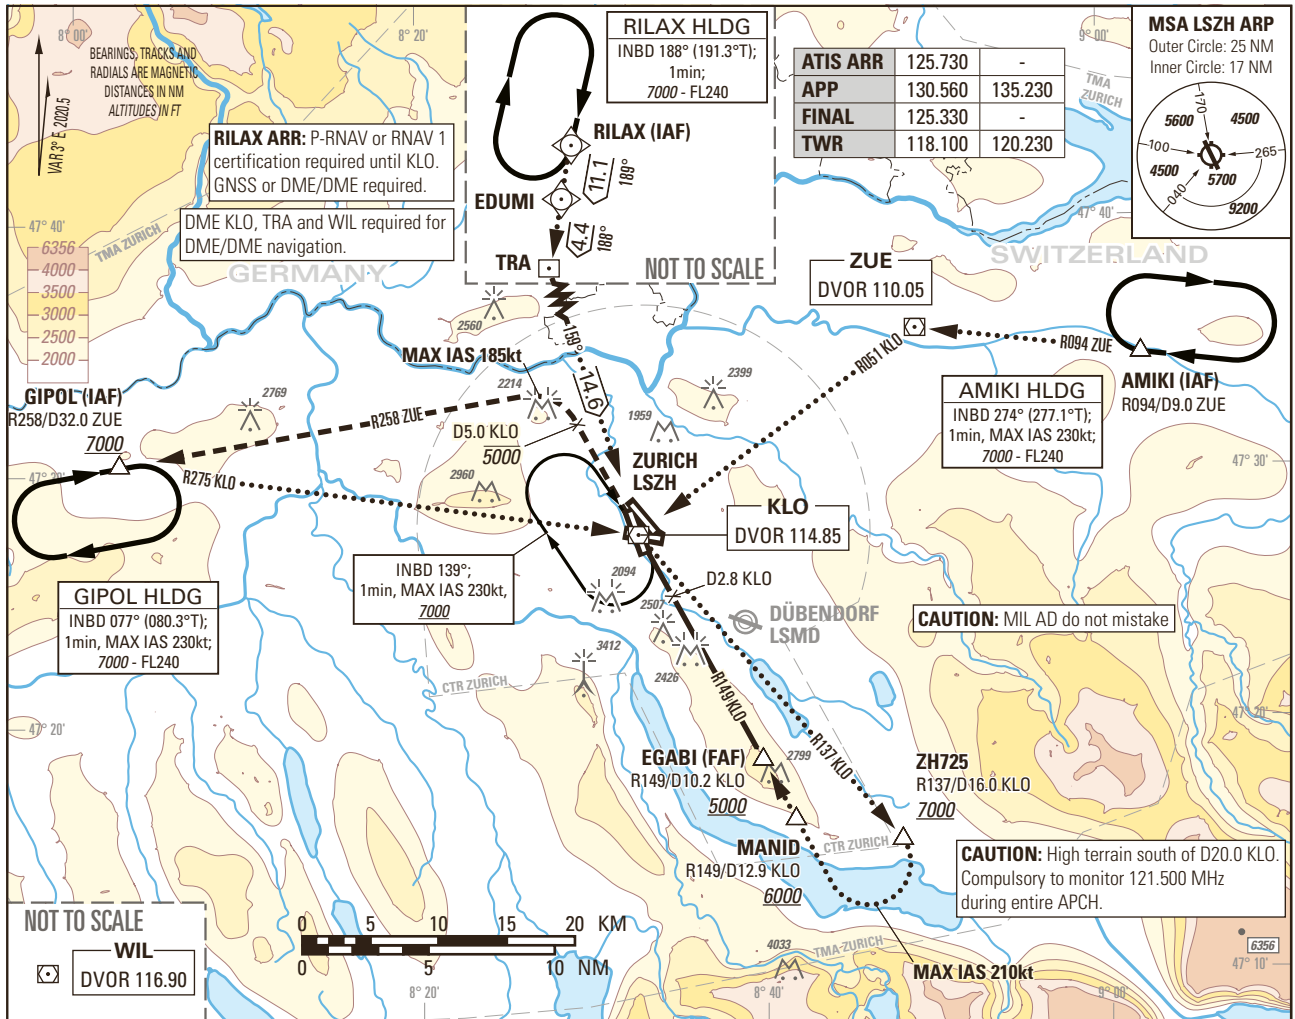 8° 00'
8° 20'
9° 00'
BEARINGS, TRACKS AND
RADIALS ARE MAGNETIC
DISTANCES IN NM
ALTITUDES IN FT
VAR 3° E 2020.5
RILAX HLDG
INBD 188° (191.3°T);
1min;
7000 - FL240
RILAX (IAF)
11.1
189°
EDUMI
4.4
188°
TRA
NOT TO SCALE
ATIS ARR 125.730 -
APP 130.560 135.230
FINAL 125.330 -
TWR 118.100 120.230
TMA
ZURICH
MSA LSZH ARP
Outer Circle: 25 NM
Inner Circle: 17 NM
170
5600
4500
100
265
4500
5700
040
9200
RILAX ARR: P-RNAV or RNAV 1
certification required until KLO.
GNSS or DME/DME required.
DME KLO, TRA and WIL required for
DME/DME navigation.
47° 40'
47° 40'
TMA ZURICH
6356
4000
3500
3000
2500
2000
GERMANY
SWITZERLAND
ZUE
DVOR 110.05
2560
159°
14.6
MAX IAS 185kt
2214
R051 KLO
R094 ZUE
AMIKI (IAF)
R094/D9.0 ZUE
AMIKI HLDG
INBD 274° (277.1°T);
1min, MAX IAS 230kt;
7000 - FL240
GIPOL (IAF)
R258/D32.0 ZUE
7000
2769
R258 ZUE
D5.0 KLO
5000
1959
2399
47° 20'
47° 30'
R275 KLO
2960
ZURICH
LSZH
KLO
DVOR 114.85
INBD 139°;
1min, MAX IAS 230kt,
7000
2094
D2.8 KLO
2507
DÜBENDORF
LSMD
CAUTION: MIL AD do not mistake
GIPOL HLDG
INBD 077° (080.3°T);
1min, MAX IAS 230kt;
7000 - FL240
3412
2426
CTR ZURICH
R149 KLO
R137 KLO
47° 20'
47° 20'
EGABI (FAF)
R149/D10.2 KLO
5000
2799
ZH725
R137/D16.0 KLO
7000
MANID
R149/D12.9 KLO
6000
CTR ZURICH
CAUTION: High terrain south of D20.0 KLO.
Compulsory to monitor 121.500 MHz
during entire APCH.
NOT TO SCALE
WIL
DVOR 116.90
0 5 10 15 20 KM
0 5 10 NM
4033
TMA ZURICH
MAX IAS 210kt
6356
47° 10'
8° 20'
8° 40'
9° 00'